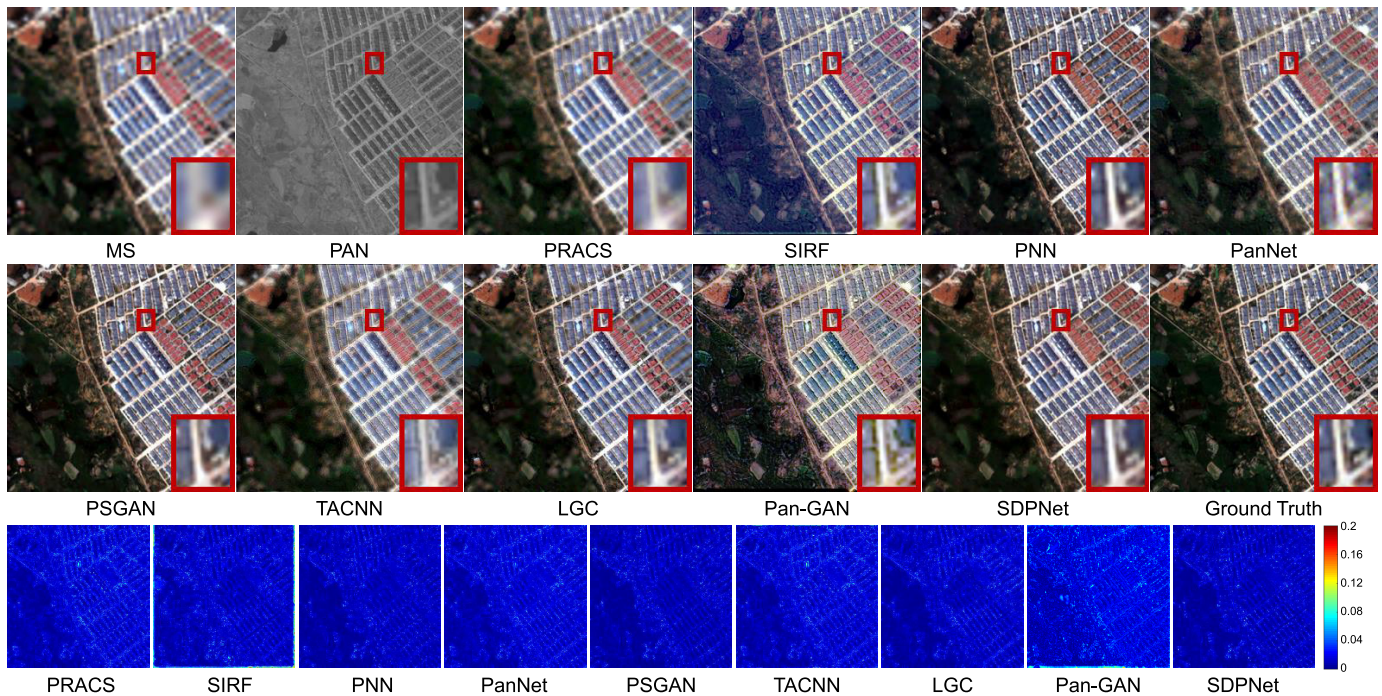 MS PAN PRACS SIRF PNN PanNet
PSGAN TACNN LGC Pan-GAN SDPNet Ground Truth
0.2
0.16
0.12
0.08
0.04
0
PRACS SIRF PNN PanNet PSGAN TACNN LGC Pan-GAN SDPNet